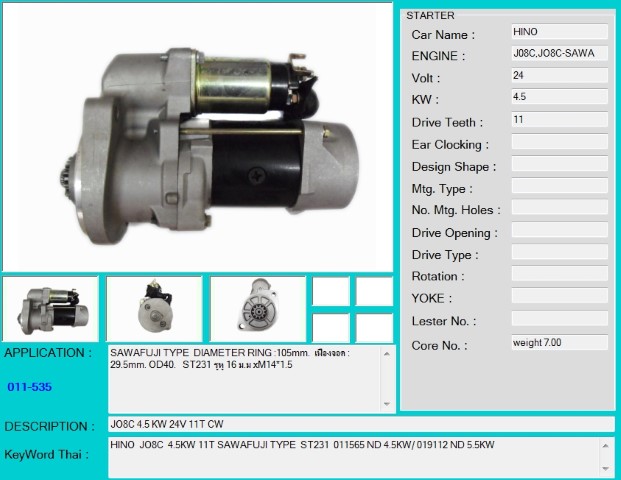 STARTER
Car Name : HINO
ENGINE : J08C,JO8C-SAWA
Volt : 24
KW : 4.5
Drive Teeth : 11
Ear Clocking :
Design Shape :
Mtg. Type :
No. Mtg. Holes :
Drive Opening :
Drive Type :
Rotation :
YOKE :
Lester No. :
Core No. : weight 7.00
APPLICATION : SAWAFUJI TYPE DIAMETER RING :105mm. เฟืองจอด :
29.5mm. OD40. ST231 รูหู 16 ม.ม xM14*1.5
011-535
DESCRIPTION : JO8C 4.5 KW 24V 11T CW
KeyWord Thai : HINO JO8C 4.5KW 11T SAWAFUJI TYPE ST231 011565 ND 4.5KW/ 019112 ND 5.5KW